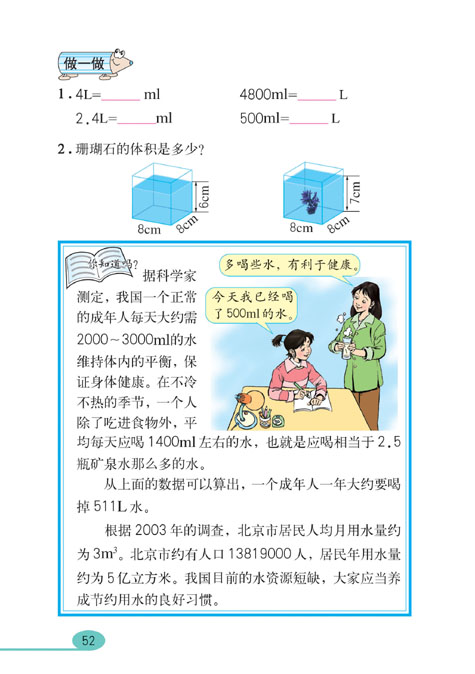 做一做
1.4L=______ ml 4800ml=______ L
2.4L=______ml 500ml=______ L
2.珊瑚石的体积是多少?
6cm
8cm 8cm
7cm
8cm 8cm
你知道吗?
多喝些水，有利于健康。
今天我已经喝
了500ml的水。
据科学家
测定，我国一个正常
的成年人每天大约需
2000～3000ml的水
维持体内的平衡，保
证身体健康。在不冷
不热的季节，一个人
除了吃进食物外，平
均每天应喝1400ml左右的水，也就是应喝相当于2.5
瓶矿泉水那么多的水。
从上面的数据可以算出，一个成年人一年大约要喝
掉511L水。
根据2003年的调查，北京市居民人均月用水量约
为3m³。北京市约有人口13819000人，居民年用水量
约为5亿立方米。我国目前的水资源短缺，大家应当养
成节约用水的良好习惯。
52